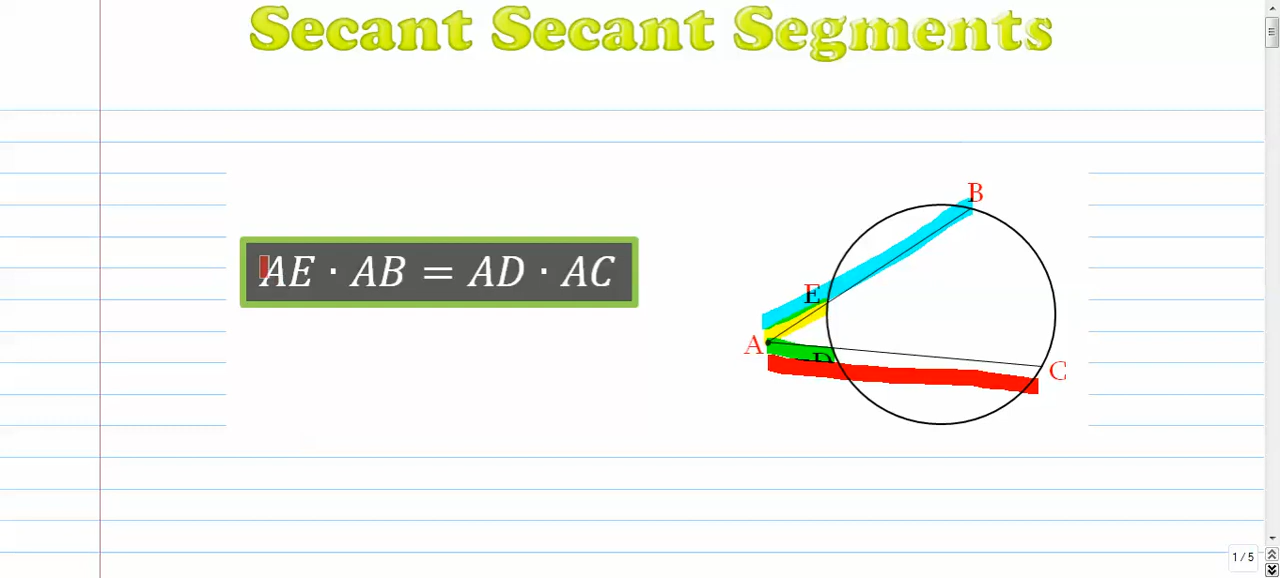 Secant Secant Segments
B
AE · AB = AD · AC
E
A
D
C
1 / 5